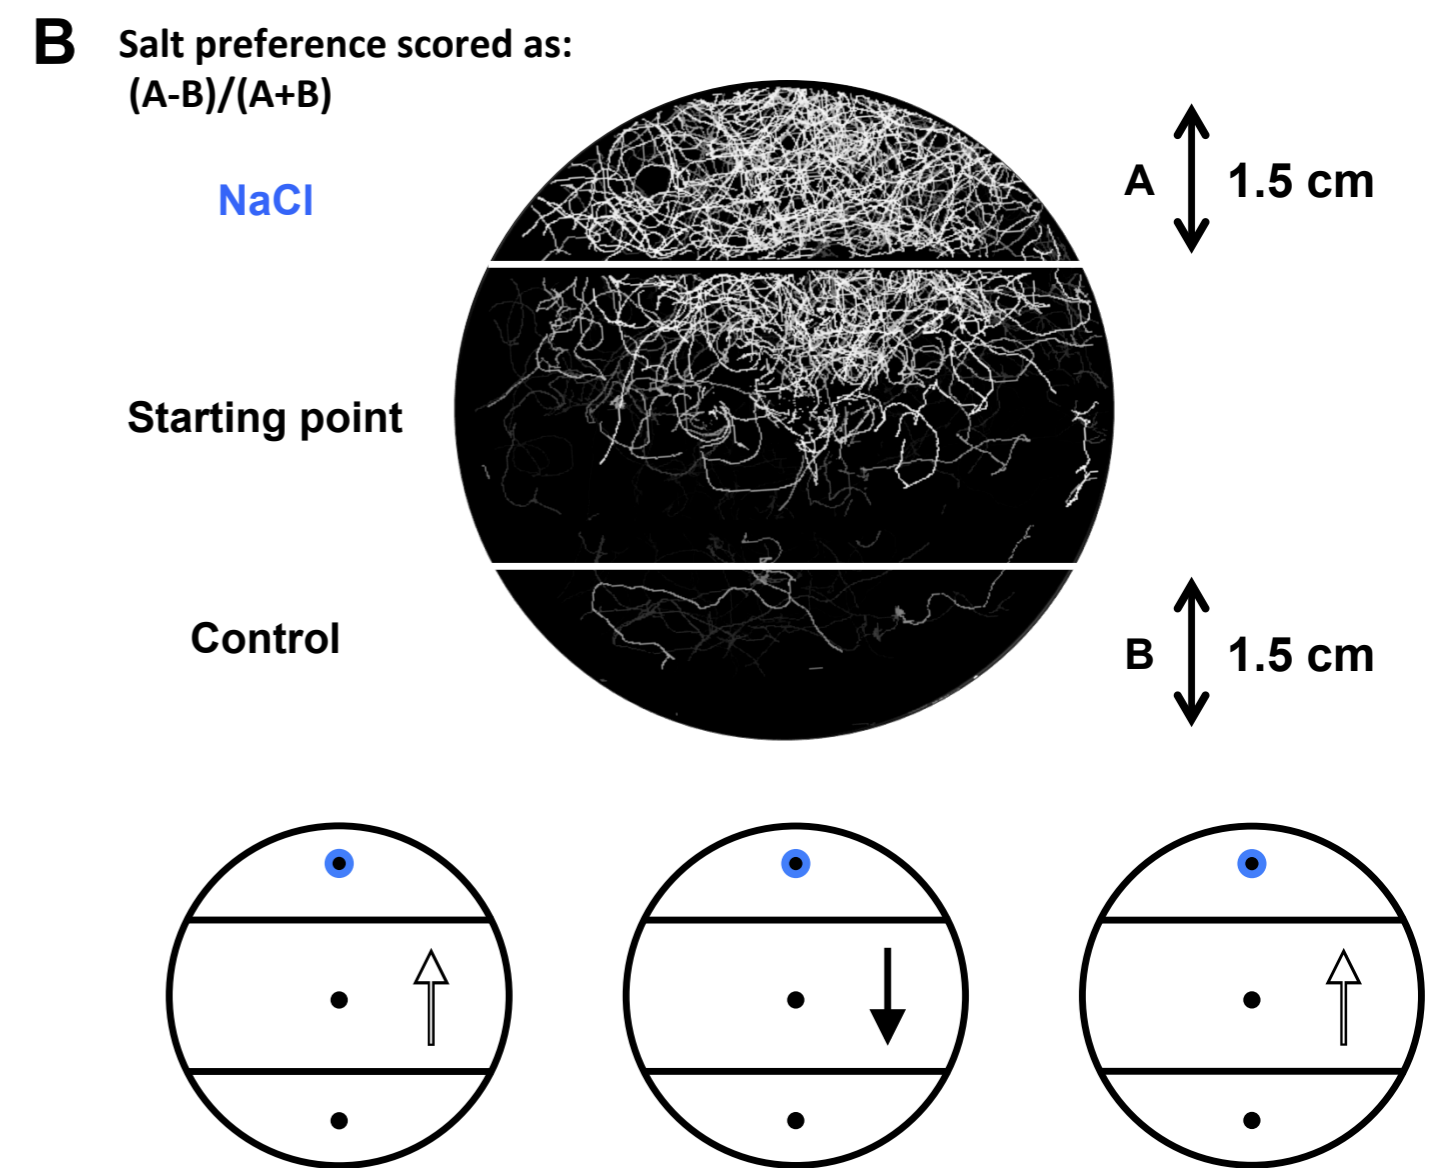 B
Salt preference scored as:
(A-B)/(A+B)
NaCl
A
1.5 cm
Starting point
Control
B
1.5 cm